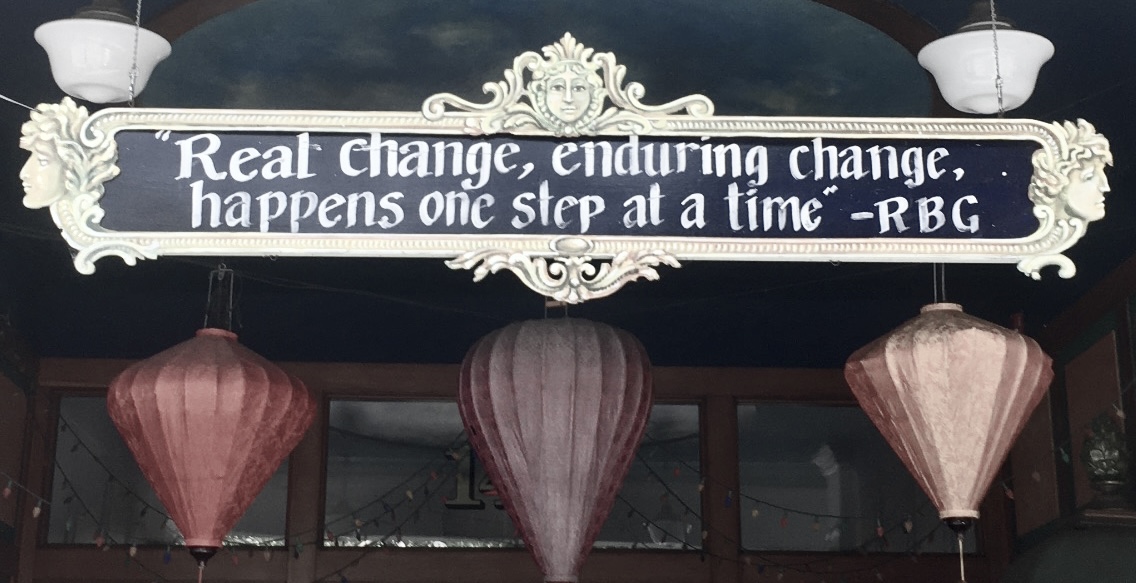 "Real change, enduring change,
happens one step at a time" -RBG